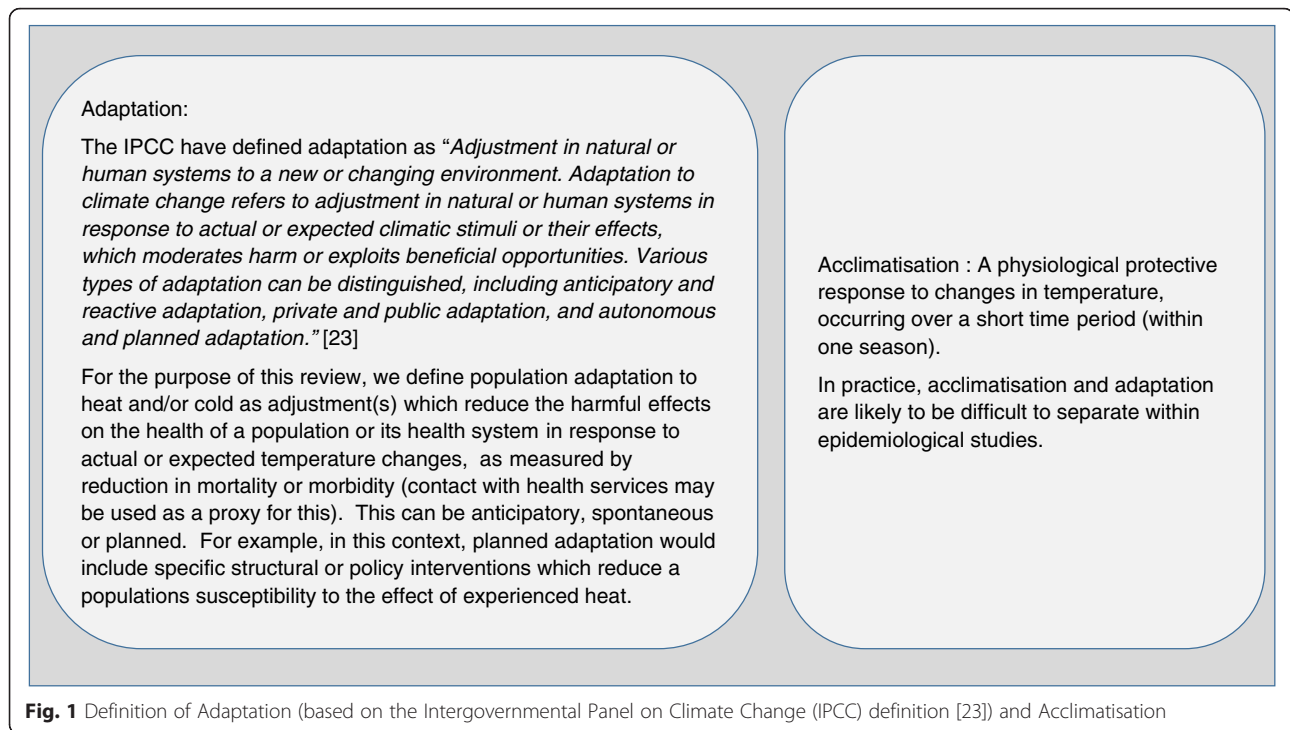 Adaptation:
The IPCC have defined adaptation as “Adjustment in natural or
human systems to a new or changing environment. Adaptation to
climate change refers to adjustment in natural or human systems in
response to actual or expected climatic stimuli or their effects,
which moderates harm or exploits beneficial opportunities. Various
types of adaptation can be distinguished, including anticipatory and
reactive adaptation, private and public adaptation, and autonomous
and planned adaptation.” [23]
For the purpose of this review, we define population adaptation to
heat and/or cold as adjustment(s) which reduce the harmful effects
on the health of a population or its health system in response to
actual or expected temperature changes, as measured by
reduction in mortality or morbidity (contact with health services may
be used as a proxy for this). This can be anticipatory, spontaneous
or planned. For example, in this context, planned adaptation would
include specific structural or policy interventions which reduce a
populations susceptibility to the effect of experienced heat.
Acclimatisation : A physiological protective
response to changes in temperature,
occurring over a short time period (within
one season).
In practice, acclimatisation and adaptation
are likely to be difficult to separate within
epidemiological studies.
Fig. 1 Definition of Adaptation (based on the Intergovernmental Panel on Climate Change (IPCC) definition [23]) and Acclimatisation